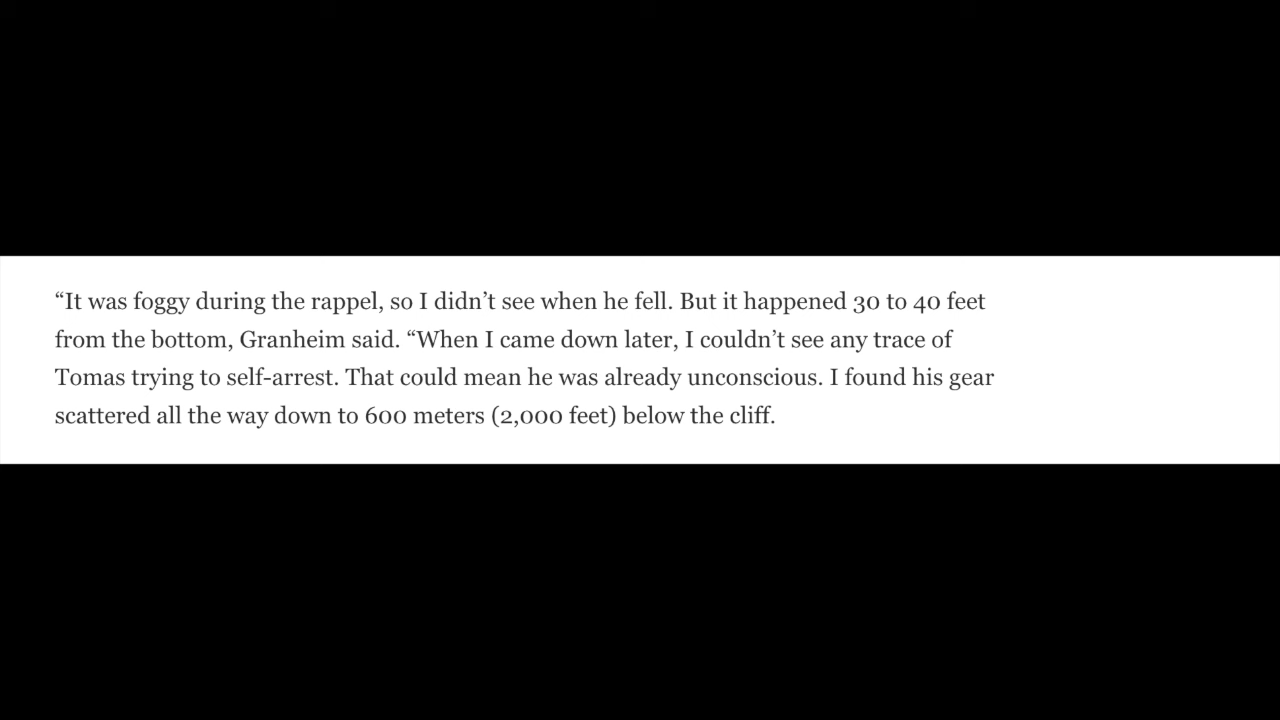 “It was foggy during the rappel, so I didn’t see when he fell. But it happened 30 to 40 feet
from the bottom, Granheim said. “When I came down later, I couldn’t see any trace of
Tomas trying to self-arrest. That could mean he was already unconscious. I found his gear
scattered all the way down to 600 meters (2,000 feet) below the cliff.